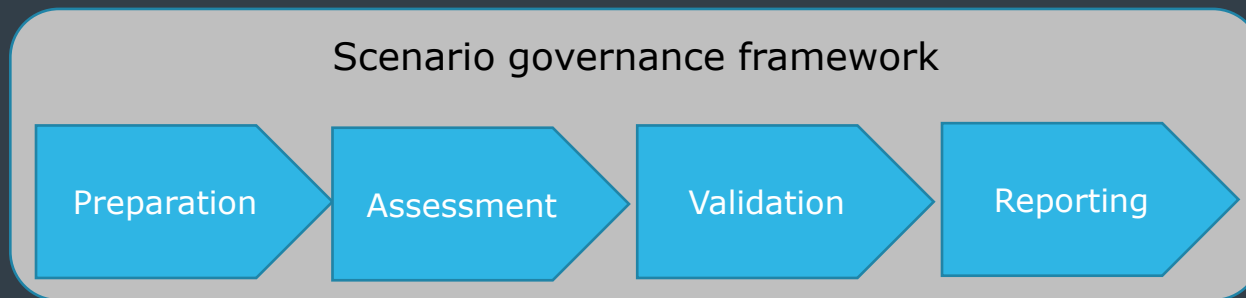 Scenario governance framework
Preparation
Assessment
Validation
Reporting